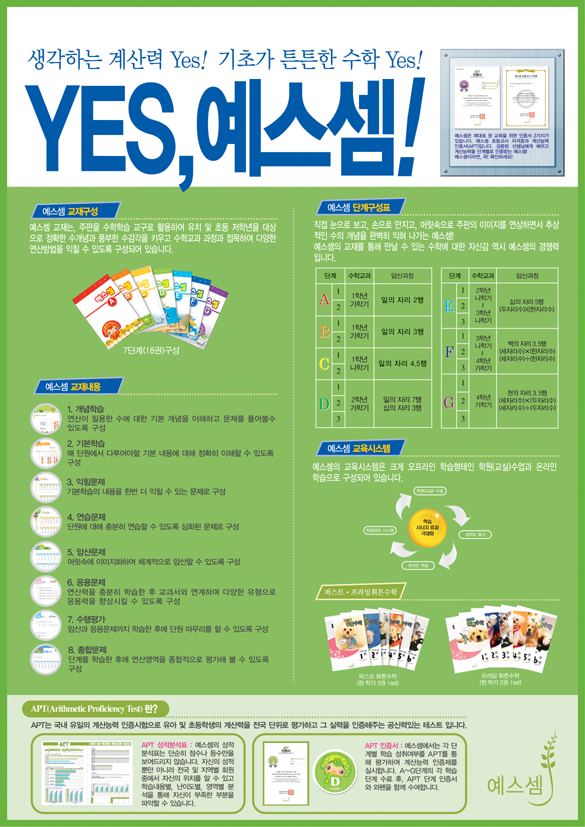 생각하는 계산력 Yes! 기초가 튼튼한 수학 Yes!
YES,예스셈!
예스셈은 제대로 된 교육을 위한 인증서 2가지가
있습니다. 예스셈 초등교사 자격증과 계산능력
인증서(APT)입니다. 검증된 선생님에게 배우고
계산능력을 단계별로 인증받는 예스셈!
예스셈이라면, 꼭! 확인하세요!
예스셈 교재구성
예스셈 교재는, 주판을 수학학습 교구로 활용하여 유치 및 초등 저학년을 대상
으로 정확한 수개념과 풍부한 수감각을 키우고 수학교과 과정과 접목하여 다양한
연산방법을 익힐 수 있도록 구성되어 있습니다.
예스셈
A B C D E F G
7단계(18권)구성
예스셈 교재내용
1. 개념학습
연산이 필용한 수에 대한 기본 개념을 이해하고 문제를 풀어볼수
있도록 구성
2. 기본학습
매 단원에서 다루어야할 기본 내용에 대해 정확히 이해할 수 있도록
구성
3. 익힘문제
기본학습의 내용을 한번 더 익힐 수 있는 문제로 구성
4. 연습문제
단원에 대해 충분히 연습할 수 있도록 심화된 문제로 구성
5. 암산문제
머릿속에 이미지화하여 체계적으로 암산할 수 있도록 구성
6. 응용문제
연산력을 충분히 학습한 후 교과서와 연계하여 다양한 유형으로
응용력을 향상시킬 수 있도록 구성
7. 수행평가
암산과 응용문제까지 학습한 후에 단원 마무리를 할 수 있도록 구성
8. 종합문제
단계를 학습한 후에 연산영역을 종합적으로 평가해 볼 수 있도록
구성
예스셈 단계구성표
직접 눈으로 보고, 손으로 만지고, 머릿속으로 주판의 이미지를 연상하면서 추상
적인 수의 개념을 완벽히 익혀 나가는 예스셈!
예스셈의 교재를 통해 만날 수 있는 수학에 대한 자신감 역시 예스셈의 경쟁력
입니다.
단계 수학교과 암산과정
A 1 2 1학년 가학기 일의 자리 2행
B 1 2 1학년 가학기 일의 자리 3행
C 1 2 1학년 나학기 일의 자리 4,5행
D 1 2 3 2학년 가학기 일의 자리 7행 십의 자리 3행
단계 수학교과 암산과정
E 1 2 3 2학년 나학기 ~ 3학년 나학기 십의 자리 5행 (두자리수)×(한자리수)
F 1 2 3 3학년 나학기 ~ 4학년 가학기 백의 자리 3,5행 (세자리수)×(한자리수) (세자리수)÷(한자리수)
G 1 2 3 4학년 가학기 천의 자리 3,5행 (세자리수)×(두자리수) (세자리수)÷(두자리수)
예스셈 교육시스템
예스셈의 교육시스템은 크게 오프라인 학습형태인 학원(교실)수업과 온라인
학습으로 구성되어 있습니다.
학원(교실) 수업
학습
시너지 효과
극대화
온라인 학습
퍼스트·프라임휘튼수학
퍼스트 휘튼수학
(한 학기 3권 1set)
프라임 휘튼수학
(한 학기 3권 1set)
APT(Arithmetic Proficiency Test) 란?
APT는 국내 유일의 계산능력 인증시험으로 유아 및 초등학생의 계산력을 전국 단위로 평가하고 그 실력을 인증해주는 공신력있는 테스트 입니다.
APT 성적분석표 : 예스셈의 성적
분석표는 단순히 점수나 등수만을
보여드리지 않습니다. 자신의 성적
뿐만 아니라 전국 및 지역별 회원
중에서 자신의 위치를 알 수 있고
학습내용별, 난이도별, 영역별 분
석을 통해 자신이 부족한 부분을
파악할 수 있습니다.
APT 인증서 : 예스셈에서는 각 단
계별 학습 성취여부를 APT를 통
해 평가하여 계산능력 인증제를
실시합니다. A~G단계의 각 학습
단계 수료 후, APT 단계 인증서
와 와펜을 함께 수여합니다.
예스셈